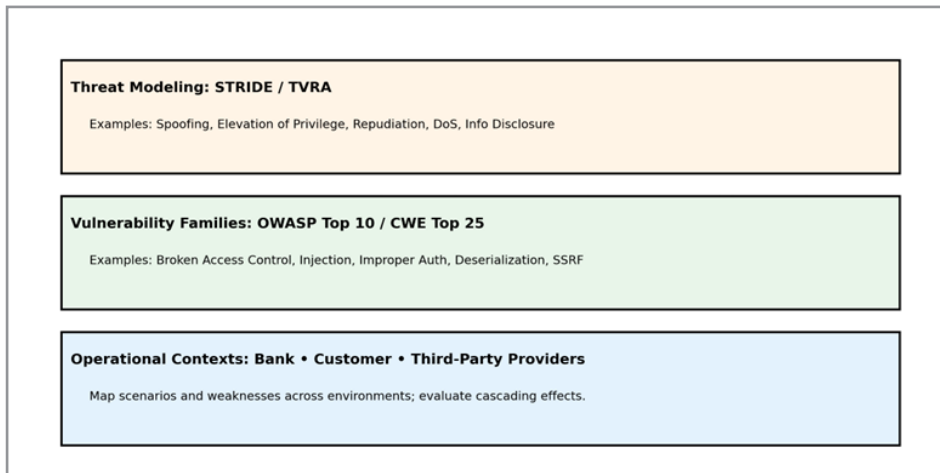 Threat Modeling: STRIDE / TVRA
Examples: Spoofing, Elevation of Privilege, Repudiation, DoS, Info Disclosure
Vulnerability Families: OWASP Top 10 / CWE Top 25
Examples: Broken Access Control, Injection, Improper Auth, Deserialization, SSRF
Operational Contexts: Bank • Customer • Third-Party Providers
Map scenarios and weaknesses across environments; evaluate cascading effects.